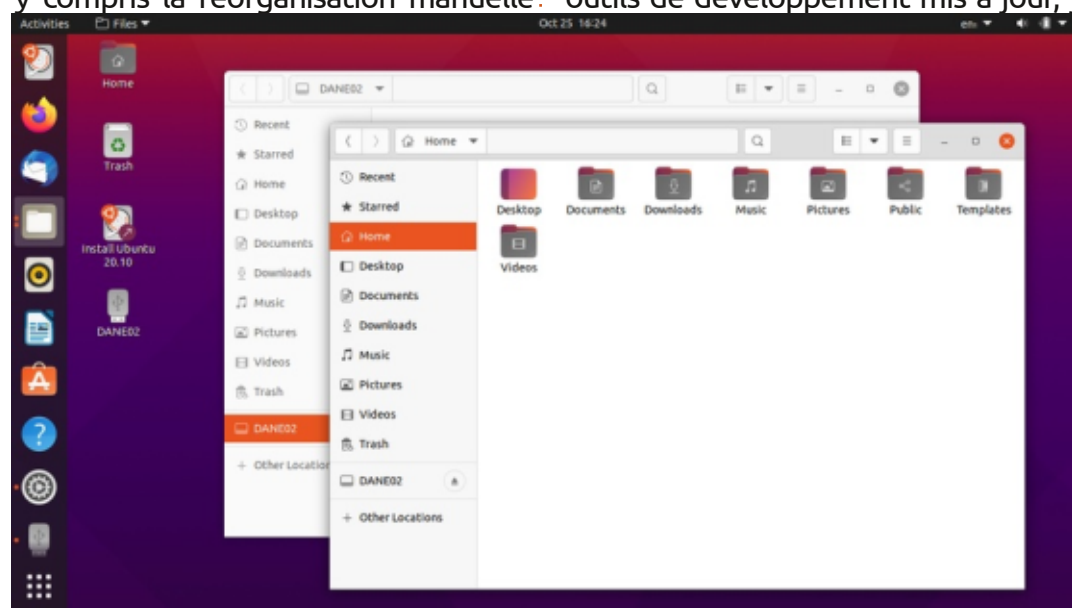 y compris la réorganisation manuelle. outils de développement mis à jour,
Activities Files Oct 25 16:24 en₁
Home
Trash
Install Ubuntu
20.10
DANE02
DANE02
Recent
Starred
Home
Desktop
Documents
Downloads
Music
Pictures
Videos
Trash
DANE02
+ Other Location
Home
Recent
Starred
Home
Desktop
Documents
Downloads
Music
Pictures
Videos
Trash
DANE02
+ Other Locations
Desktop Documents Downloads Music Pictures Public Templates
Videos